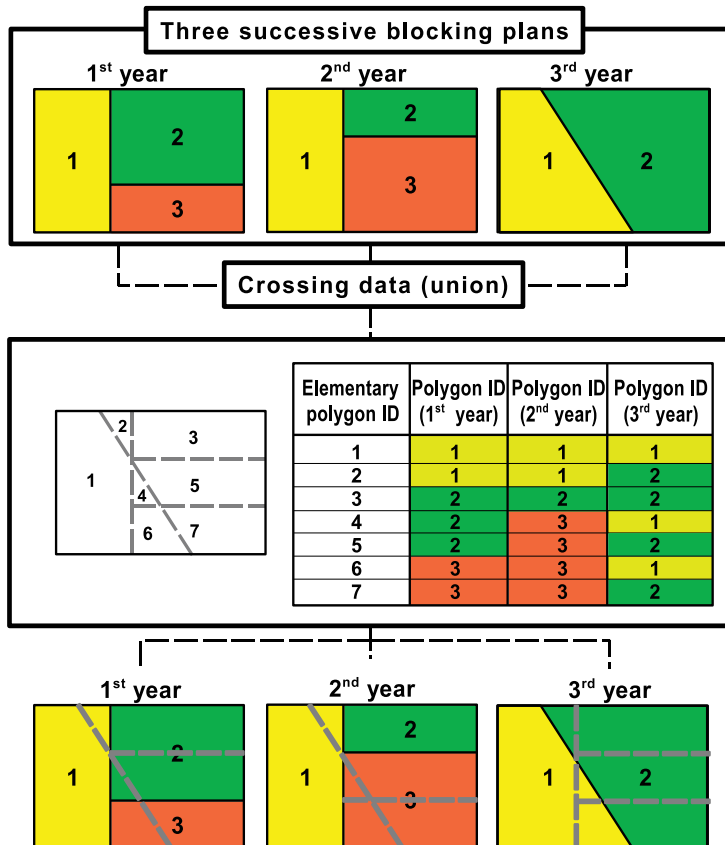 Three successive blocking plans
1st year 2nd year 3rd year
1 2 3 1 2 3 1 2
Crossing data (union)
Elementary polygon ID Polygon ID (1st year) Polygon ID (2nd year) Polygon ID (3rd year)
1 1 1 1
2 1 1 2
3 2 2 2
4 2 3 1
5 2 3 2
6 3 3 1
7 3 3 2
2 3
1 5
4
6 7
1st year 2nd year 3rd year
1 2 3 1 2 3 1 2